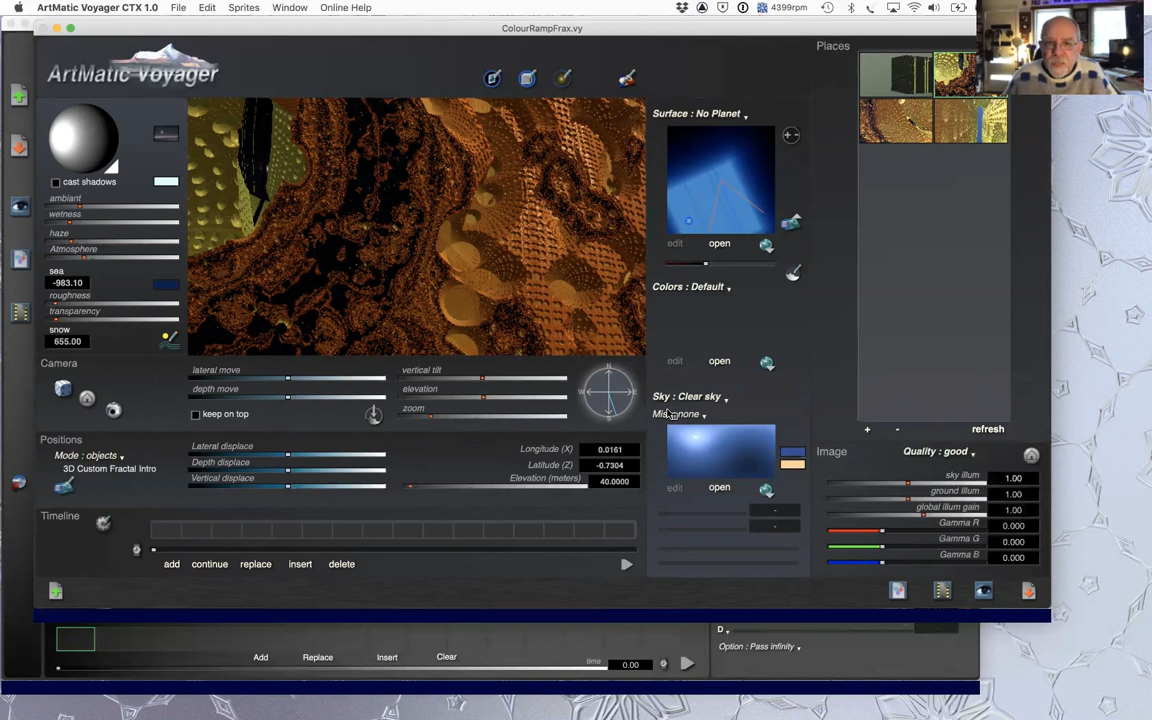 ArtMatic Voyager CTX 1.0 File Edit Sprites Window Online Help 4399rpm
ColourRampFrax.vy
ArtMatic Voyager
cast shadows
ambiant
wetness
haze
Atmosphere
sea
-983.10
roughness
transparency
snow
655.00
Surface : No Planet
edit open
Colors : Default
edit open
Sky : Clear sky
none
edit open
-
-
Places
+ - refresh
Camera
lateral move
depth move
keep on top
vertical tilt
elevation
zoom
N
W E
S
Positions
Mode : objects
3D Custom Fractal Intro
Lateral displace
Depth displace
Vertical displace
Longitude (X) 0.0161
Latitude (Z) -0.7304
Elevation (meters) 40.0000
Image Quality : good
sky illum 1.00
ground illum 1.00
global illum gain 1.00
Gamma R 0.000
Gamma G 0.000
Gamma B 0.000
Timeline
add continue replace insert delete
Add Replace Insert Clear time 0.00
D
Option : Pass infinity